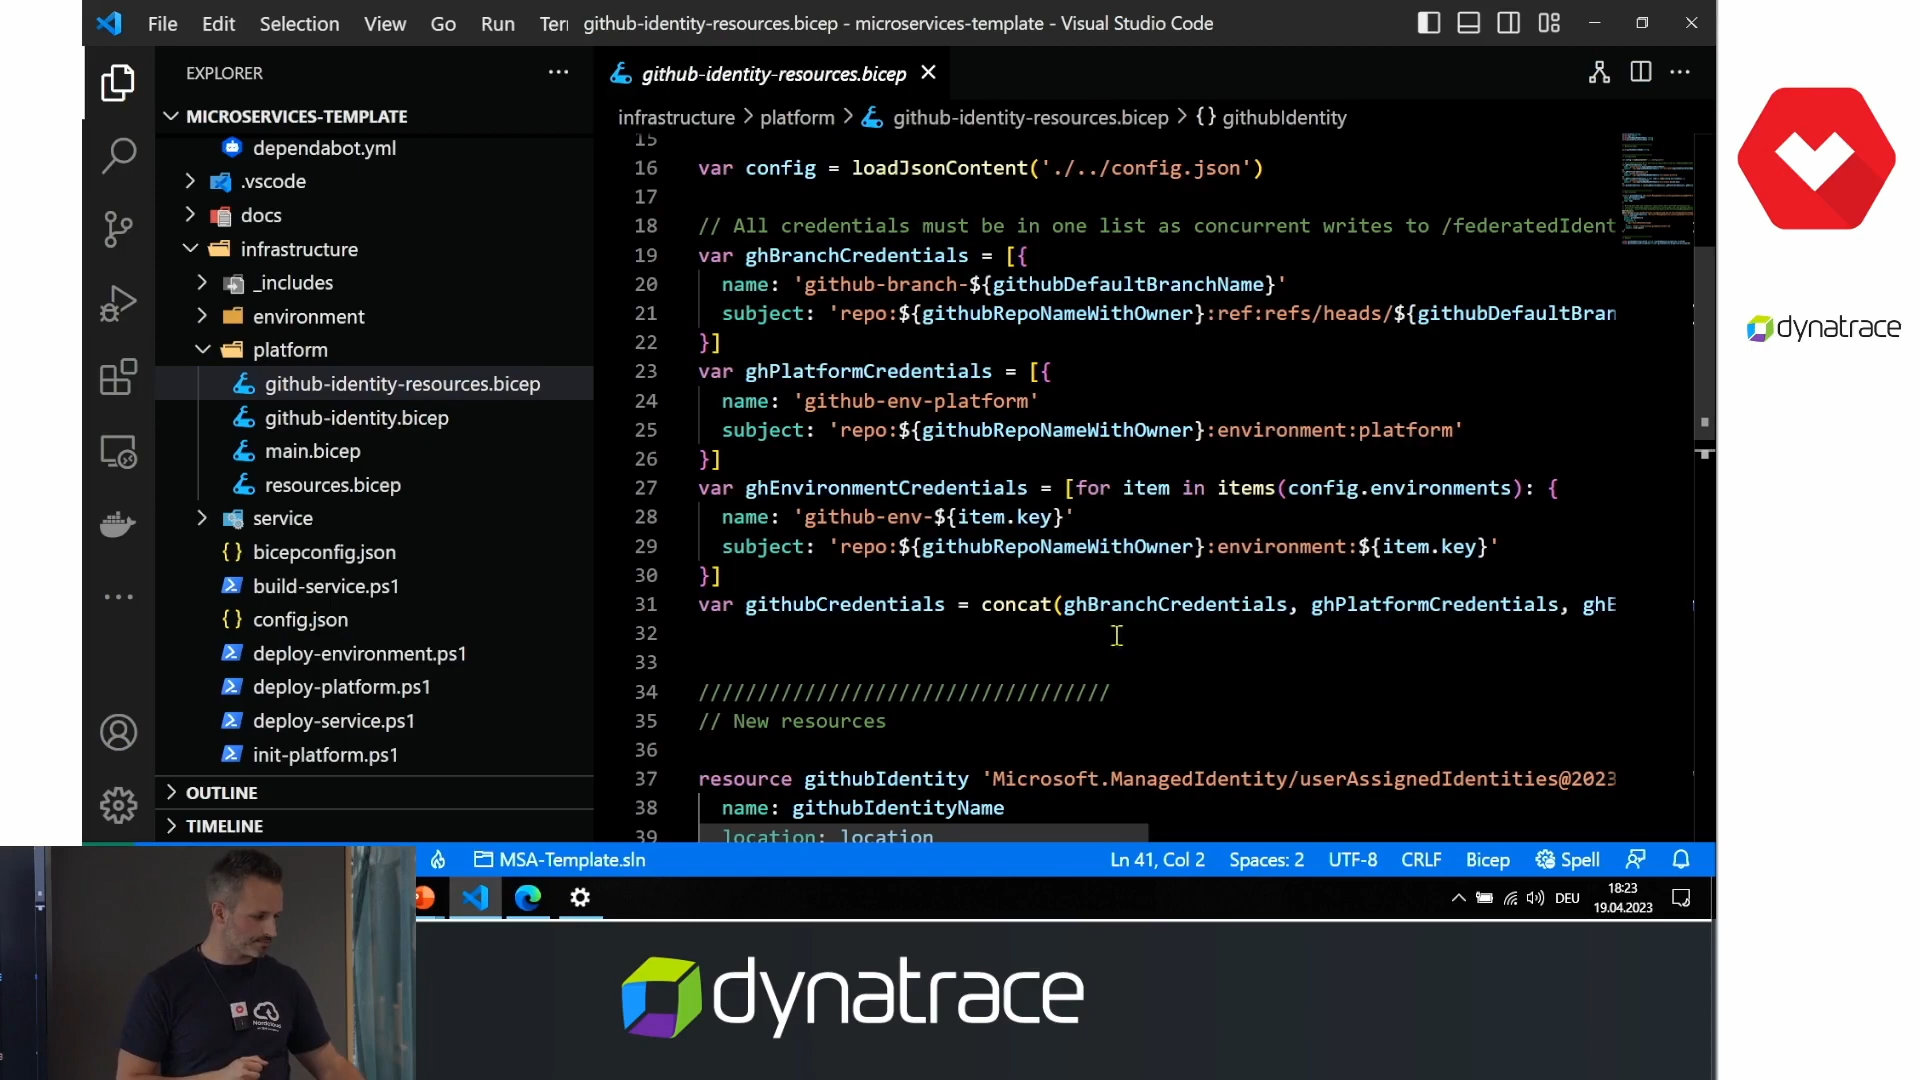 File Edit Selection View Go Run Ter github-identity-resources.bicep - microservices-template - Visual Studio Code
EXPLORER
MICROSERVICES-TEMPLATE
dependabot.yml
.vscode
docs
infrastructure
_includes
environment
platform
github-identity-resources.bicep
github-identity.bicep
main.bicep
resources.bicep
service
bicepconfig.json
build-service.ps1
config.json
deploy-environment.ps1
deploy-platform.ps1
deploy-service.ps1
init-platform.ps1
OUTLINE
TIMELINE
github-identity-resources.bicep
infrastructure > platform > github-identity-resources.bicep > {} githubIdentity
15
16 var config = loadJsonContent('./../config.json')
17
18 // All credentials must be in one list as concurrent writes to /federatedIdent
19 var ghBranchCredentials = [{
20 name: 'github-branch-${githubDefaultBranchName}'
21 subject: 'repo:${githubRepoNameWithOwner}:ref:refs/heads/${githubDefaultBran
22 }]
23 var ghPlatformCredentials = [{
24 name: 'github-env-platform'
25 subject: 'repo:${githubRepoNameWithOwner}:environment:platform'
26 }]
27 var ghEnvironmentCredentials = [for item in items(config.environments): {
28 name: 'github-env-${item.key}'
29 subject: 'repo:${githubRepoNameWithOwner}:environment:${item.key}'
30 }]
31 var githubCredentials = concat(ghBranchCredentials, ghPlatformCredentials, ghE
32
33
34 ///////////////////////////////////
35 // New resources
36
37 resource githubIdentity 'Microsoft.ManagedIdentity/userAssignedIdentities@2023
38 name: githubIdentityName
39 location: location
MSA-Template.sln
Ln 41, Col 2 Spaces: 2 UTF-8 CRLF Bicep Spell
DEU
18:23
19.04.2023
dynatrace
dynatrace
Nordcloud